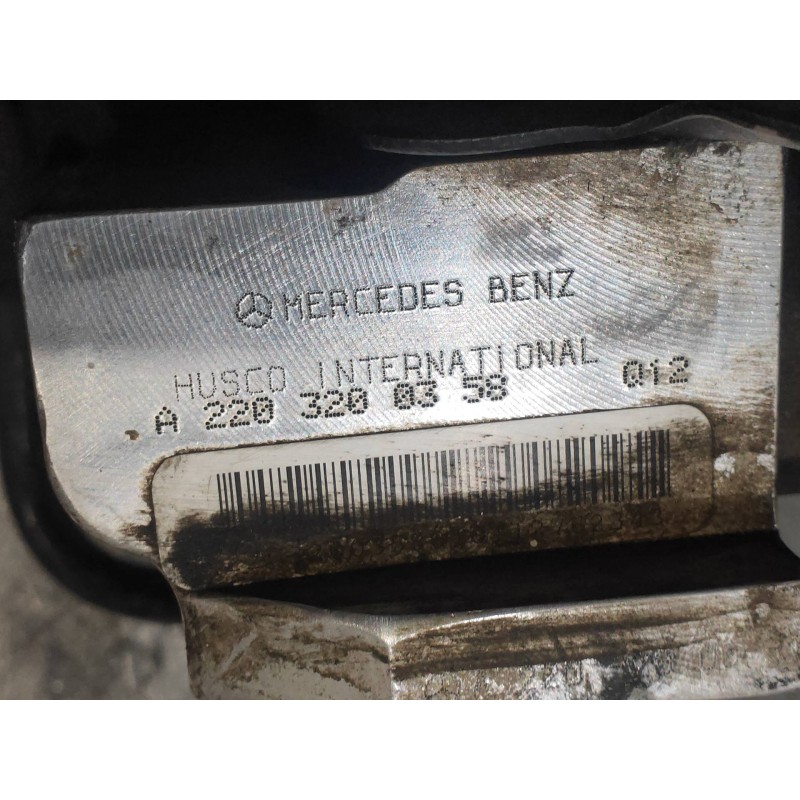 MERCEDES BENZ
HUSCO INTERNATIONAL
A 220 320 03 58 012